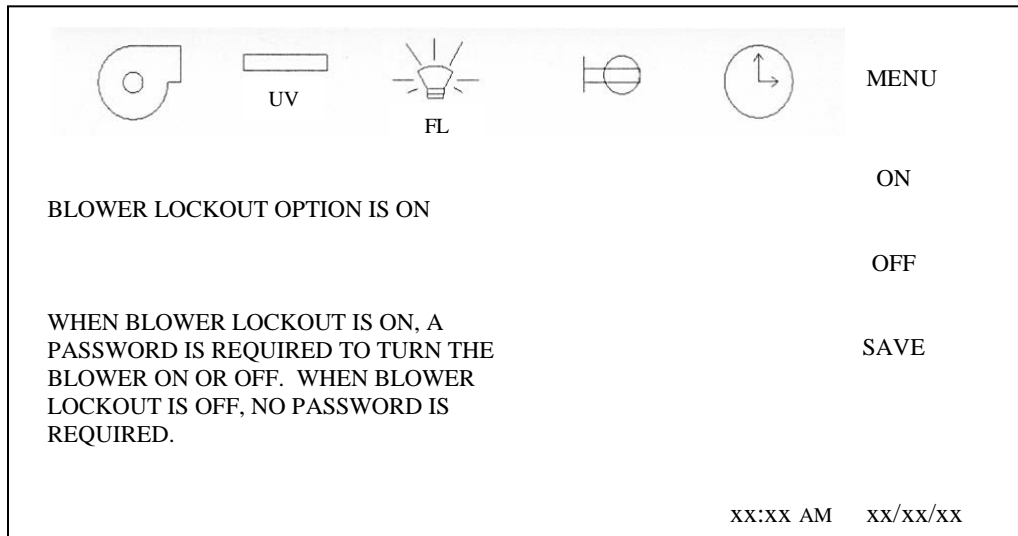 UV
FL
MENU
ON
BLOWER LOCKOUT OPTION IS ON
OFF
WHEN BLOWER LOCKOUT IS ON, A
PASSWORD IS REQUIRED TO TURN THE
BLOWER ON OR OFF.  WHEN BLOWER
LOCKOUT IS OFF, NO PASSWORD IS
REQUIRED.
SAVE
xx:xx AM xx/xx/xx